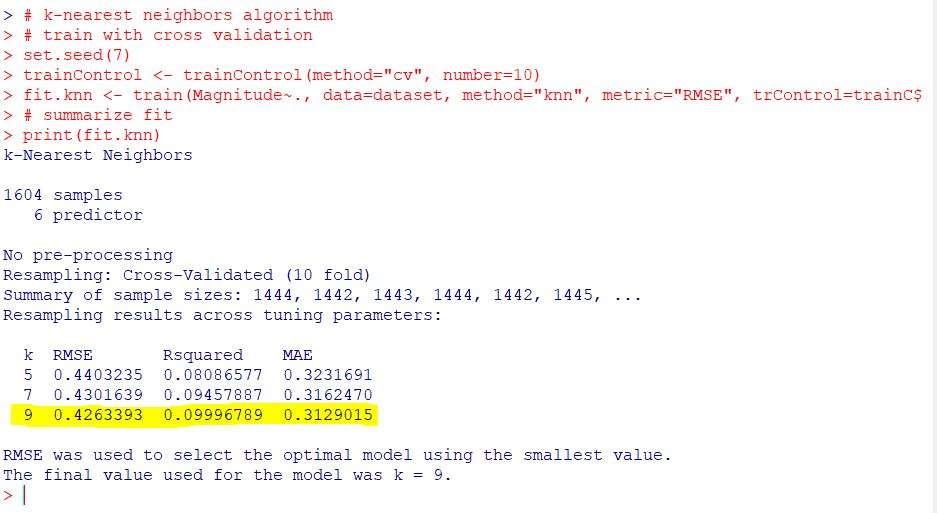 > # k-nearest neighbors algorithm
> # train with cross validation
> set.seed(7)
> trainControl <- trainControl(method="cv", number=10)
> fit.knn <- train(Magnitude~., data=dataset, method="knn", metric="RMSE", trControl=trainC$
> # summarize fit
> print(fit.knn)
k-Nearest Neighbors

1604 samples
   6 predictor

No pre-processing
Resampling: Cross-Validated (10 fold)
Summary of sample sizes: 1444, 1442, 1443, 1444, 1442, 1445, ...
Resampling results across tuning parameters:

  k  RMSE       Rsquared    MAE
  5  0.4403235  0.08086577  0.3231691
  7  0.4301639  0.09457887  0.3162470
  9  0.4263393  0.09996789  0.3129015

RMSE was used to select the optimal model using the smallest value.
The final value used for the model was k = 9.
>